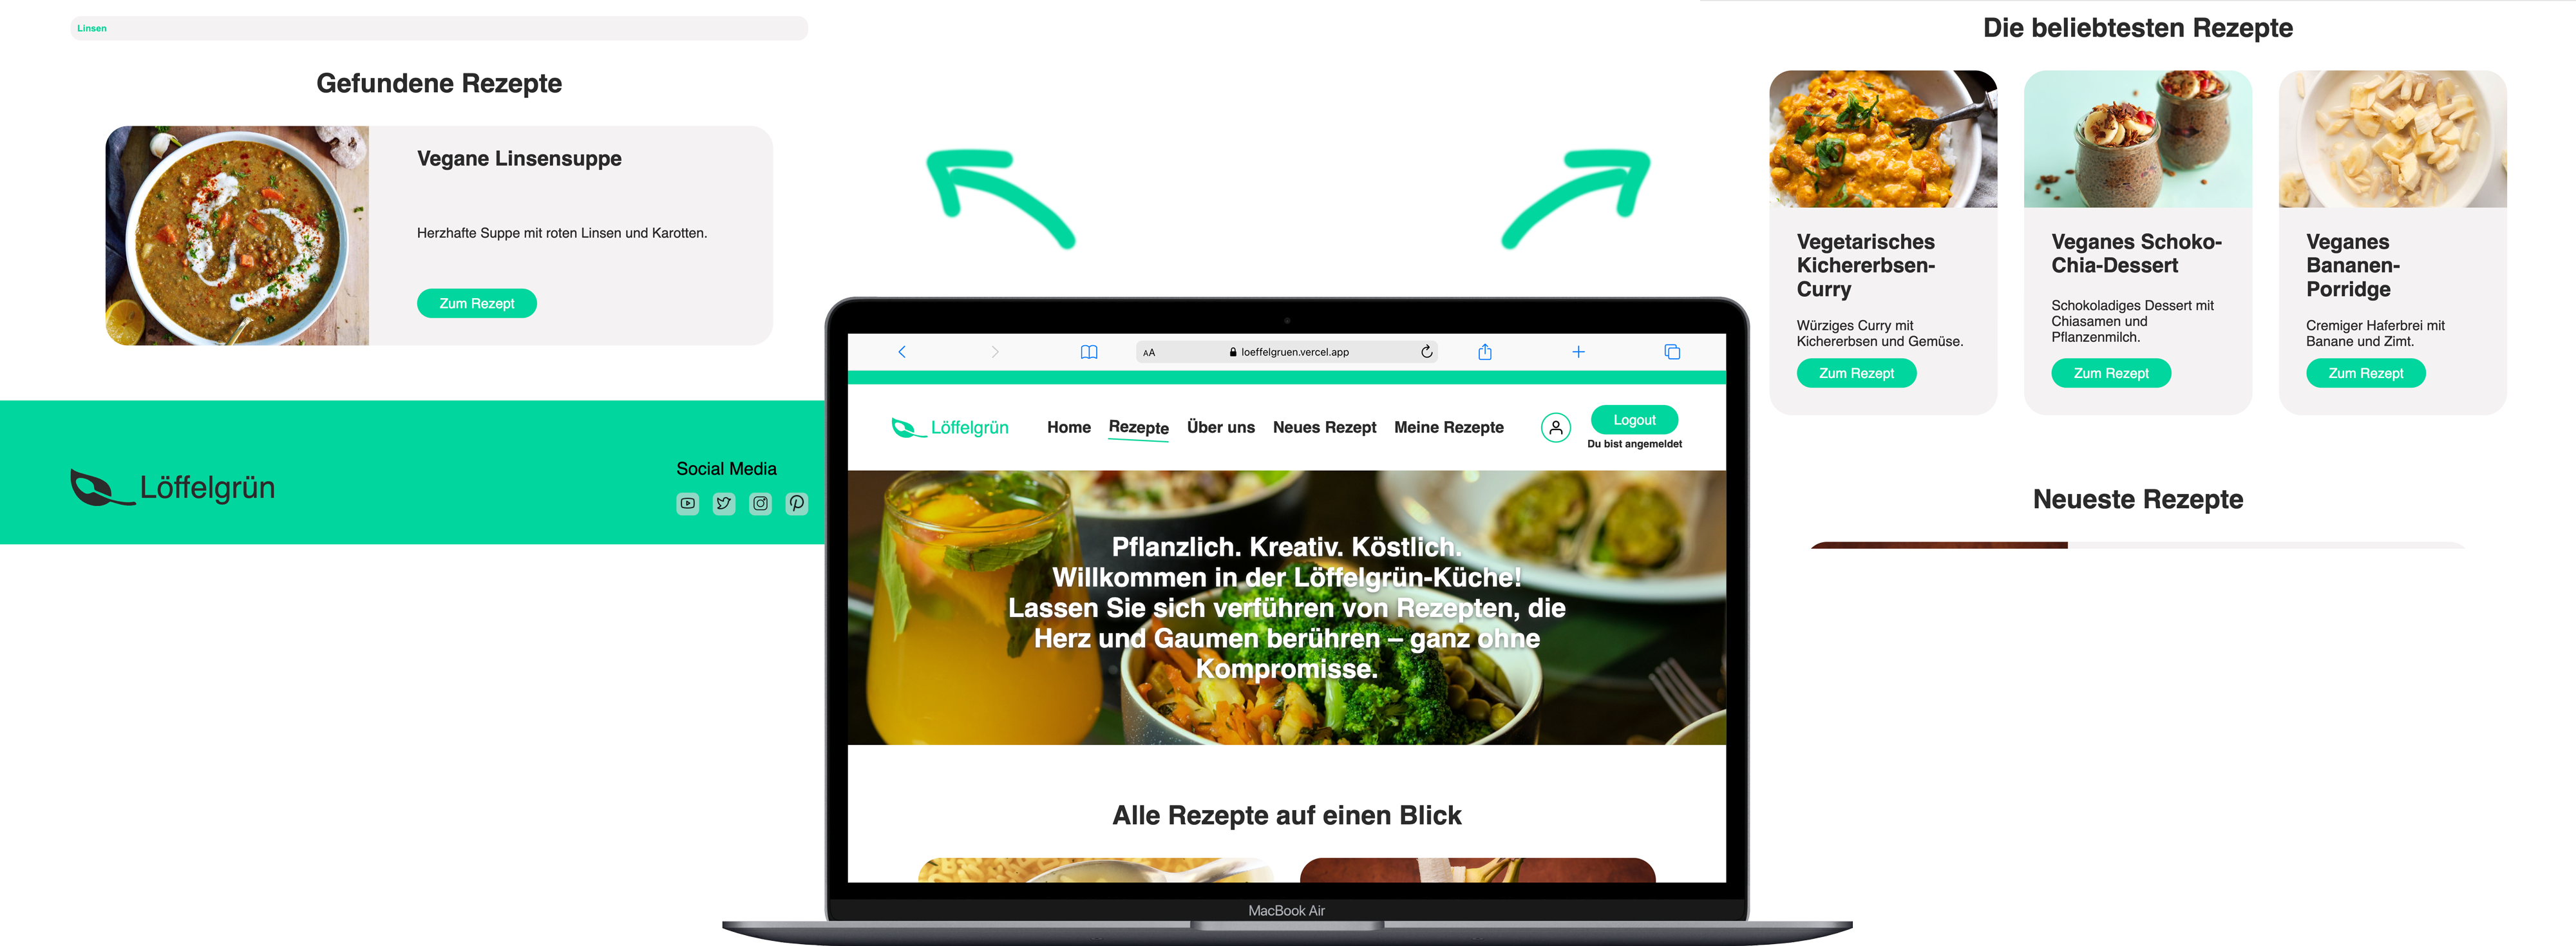 Linsen
Gefundene Rezepte
Vegane Linsensuppe
Herzhafte Suppe mit roten Linsen und Karotten.
Zum Rezept
Löffelgrün
Social Media
AA
loeffelgruen.vercel.app
Löffelgrün
Home
Rezepte
Über uns
Neues Rezept
Meine Rezepte
Logout
Du bist angemeldet
Pflanzlich. Kreativ. Köstlich.
Willkommen in der Löffelgrün-Küche!
Lassen Sie sich verführen von Rezepten, die
Herz und Gaumen berühren – ganz ohne
Kompromisse.
Alle Rezepte auf einen Blick
MacBook Air
Die beliebtesten Rezepte
Vegetarisches
Kichererbsen-
Curry
Würziges Curry mit
Kichererbsen und Gemüse.
Zum Rezept
Veganes Schoko-
Chia-Dessert
Schokoladiges Dessert mit
Chiasamen und
Pflanzenmilch.
Zum Rezept
Veganes
Bananen-
Porridge
Cremiger Haferbrei mit
Banane und Zimt.
Zum Rezept
Neueste Rezepte